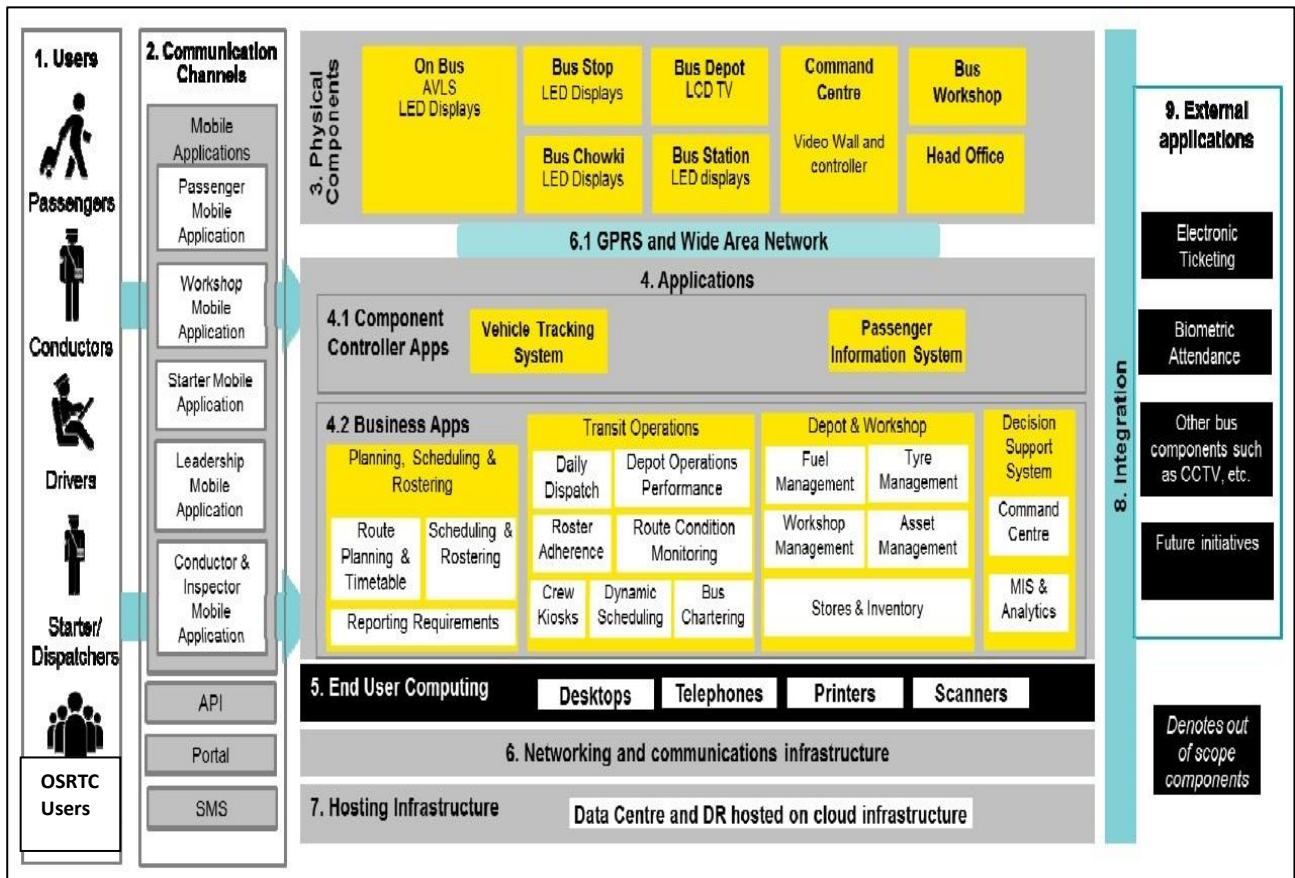 1. Users
Passengers
Conductors
Drivers
Starter/
Dispatchers
OSRTC
Users
2. Communication
Channels
Mobile
Applications
Passenger
Mobile
Application
Workshop
Mobile
Application
Starter Mobile
Application
Leadership
Mobile
Application
Conductor &
Inspector
Mobile
Application
API
Portal
SMS
3. Physical
Components
On Bus
AVLS
LED Displays
Bus Stop
LED Displays
Bus Depot
LCD TV
Command
Centre
Video Wall and
controller
Bus
Workshop
Bus Chowki
LED Displays
Bus Station
LED displays
Head Office
6.1 GPRS and Wide Area Network
4. Applications
4.1 Component
Controller Apps
Vehicle Tracking
System
Passenger
Information System
4.2 Business Apps
Planning, Scheduling &
Rostering
Route
Planning &
Timetable
Scheduling &
Rostering
Reporting Requirements
Transit Operations
Daily
Dispatch
Depot Operations
Performance
Roster
Adherence
Route Condition
Monitoring
Crew
Kiosks
Dynamic
Scheduling
Bus
Chartering
Depot & Workshop
Fuel
Management
Tyre
Management
Workshop
Management
Asset
Management
Stores & Inventory
Decision
Support
System
Command
Centre
MIS &
Analytics
5. End User Computing
Desktops
Telephones
Printers
Scanners
6. Networking and communications infrastructure
7. Hosting Infrastructure
Data Centre and DR hosted on cloud infrastructure
8. Integration
9. External
applications
Electronic
Ticketing
Biometric
Attendance
Other bus
components such
as CCTV, etc.
Future initiatives
Denotes out
of scope
components